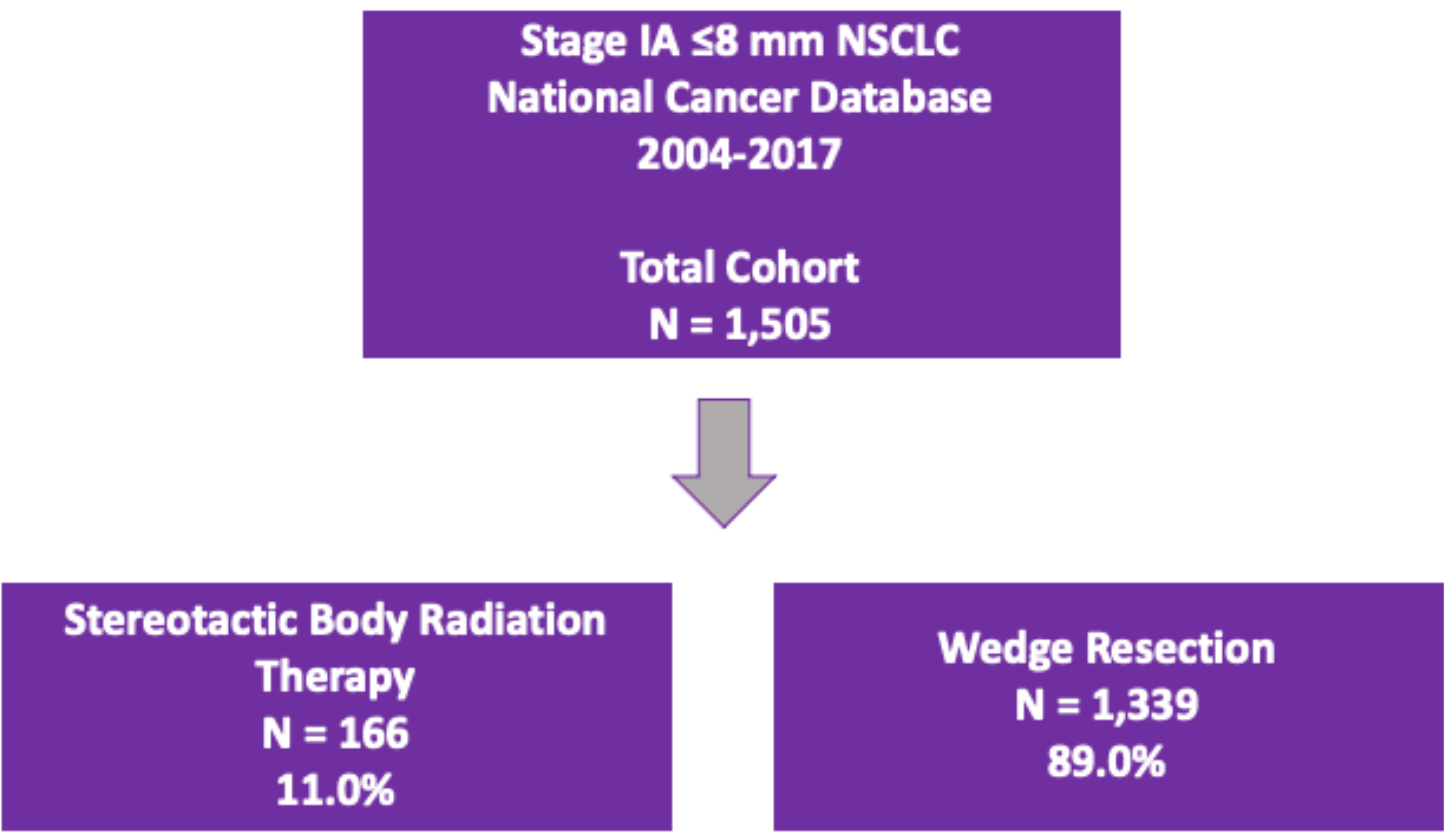 Stage IA ≤8 mm NSCLC
National Cancer Database
2004-2017
Total Cohort
N = 1,505
Stereotactic Body Radiation
Therapy
N = 166
11.0%
Wedge Resection
N = 1,339
89.0%